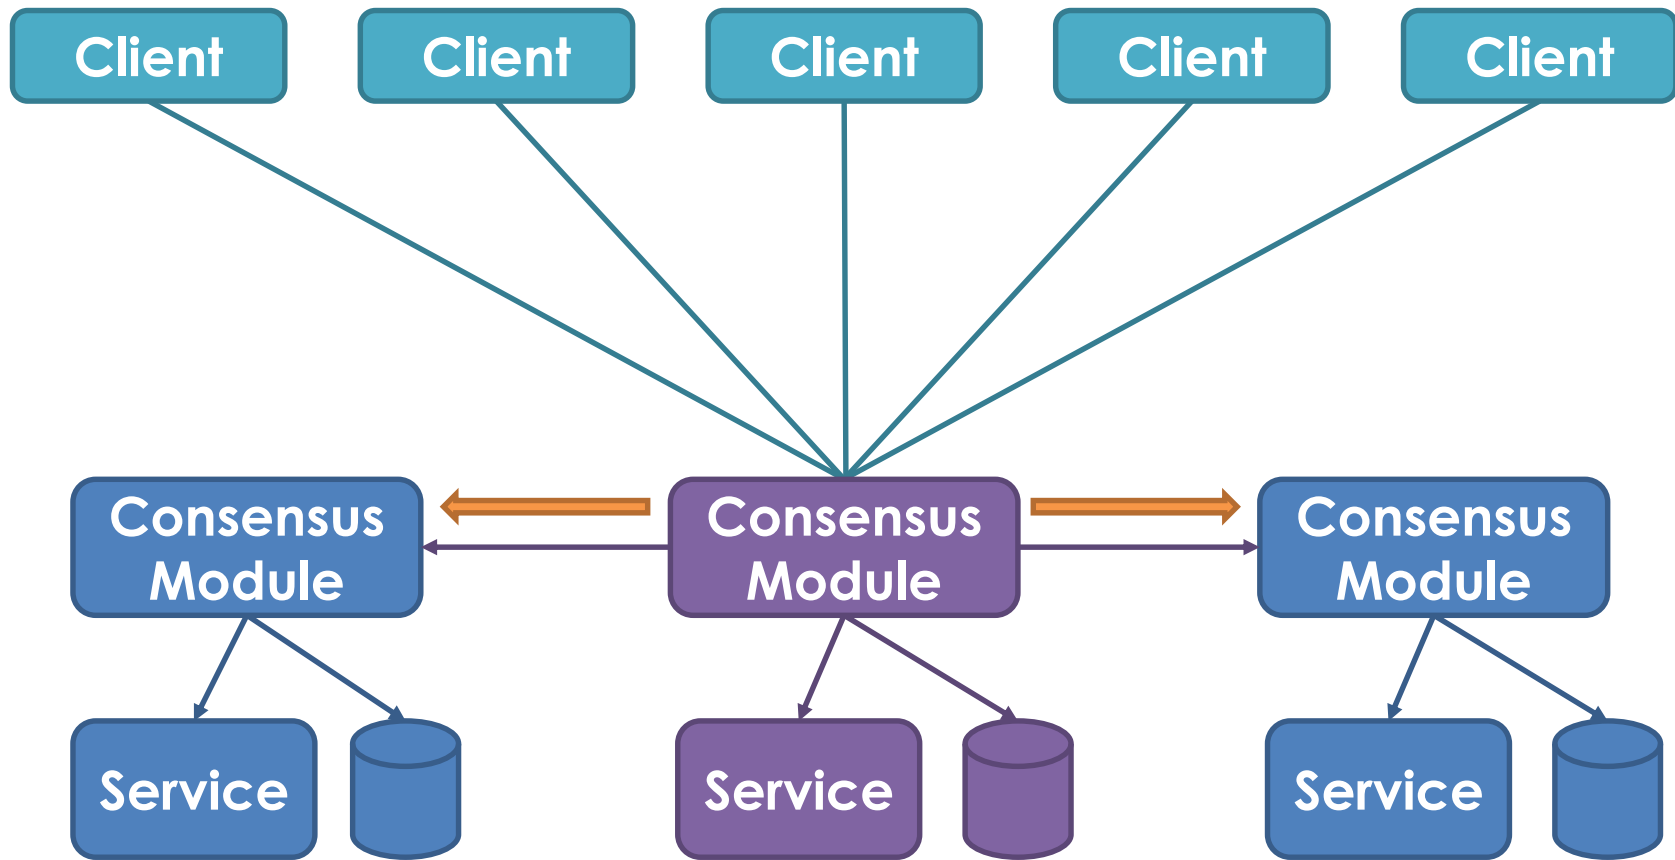 Client
Client
Client
Client
Client
Consensus
Module
Consensus
Module
Consensus
Module
Service
Service
Service